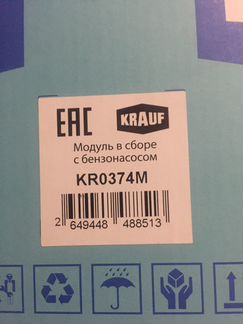 EAC KRAUF
Модуль в сборе
с бензонасосом
KR0374M
2 649448 488513